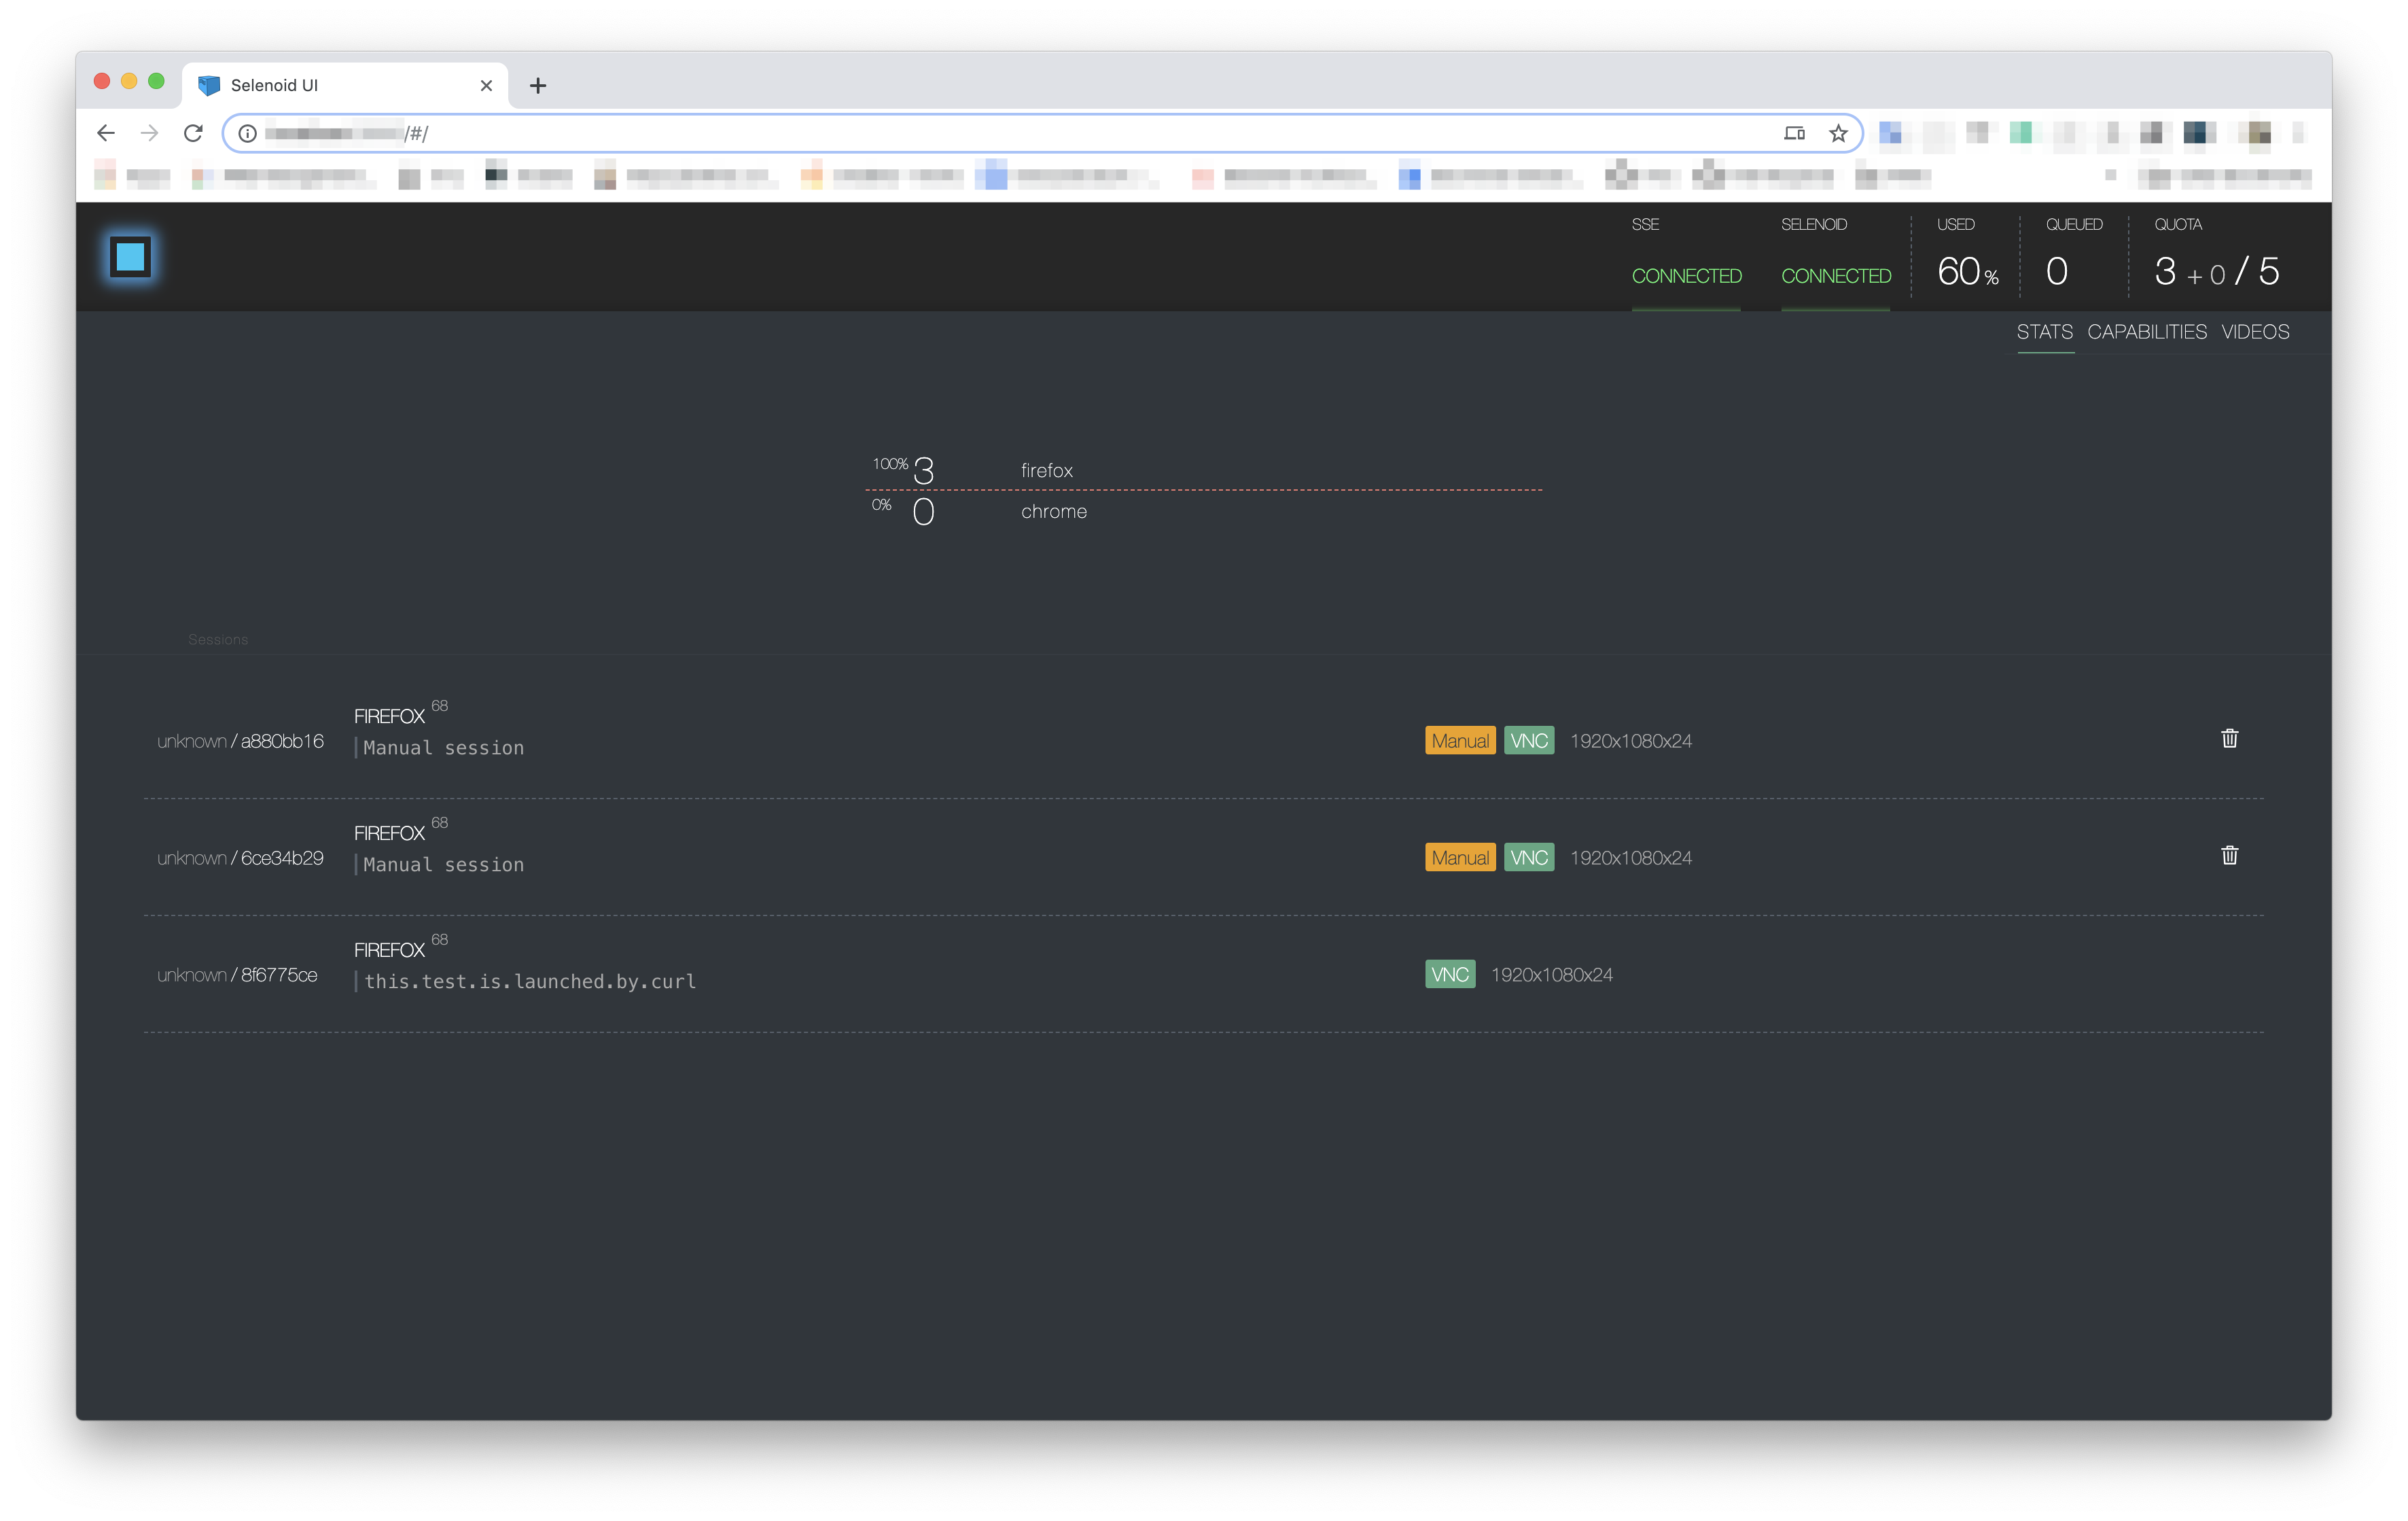 Selenoid UI
/#/
SSE SELENOID USED QUEUED QUOTA
CONNECTED CONNECTED 60% 0 3 + 0 / 5
STATS CAPABILITIES VIDEOS
100% 3 firefox
0% 0 chrome
Sessions
FIREFOX 68
unknown / a880bb16
Manual session
Manual VNC 1920x1080x24
FIREFOX 68
unknown / 6ce34b29
Manual session
Manual VNC 1920x1080x24
FIREFOX 68
unknown / 8f6775ce
this.test.is.launched.by.curl
VNC 1920x1080x24